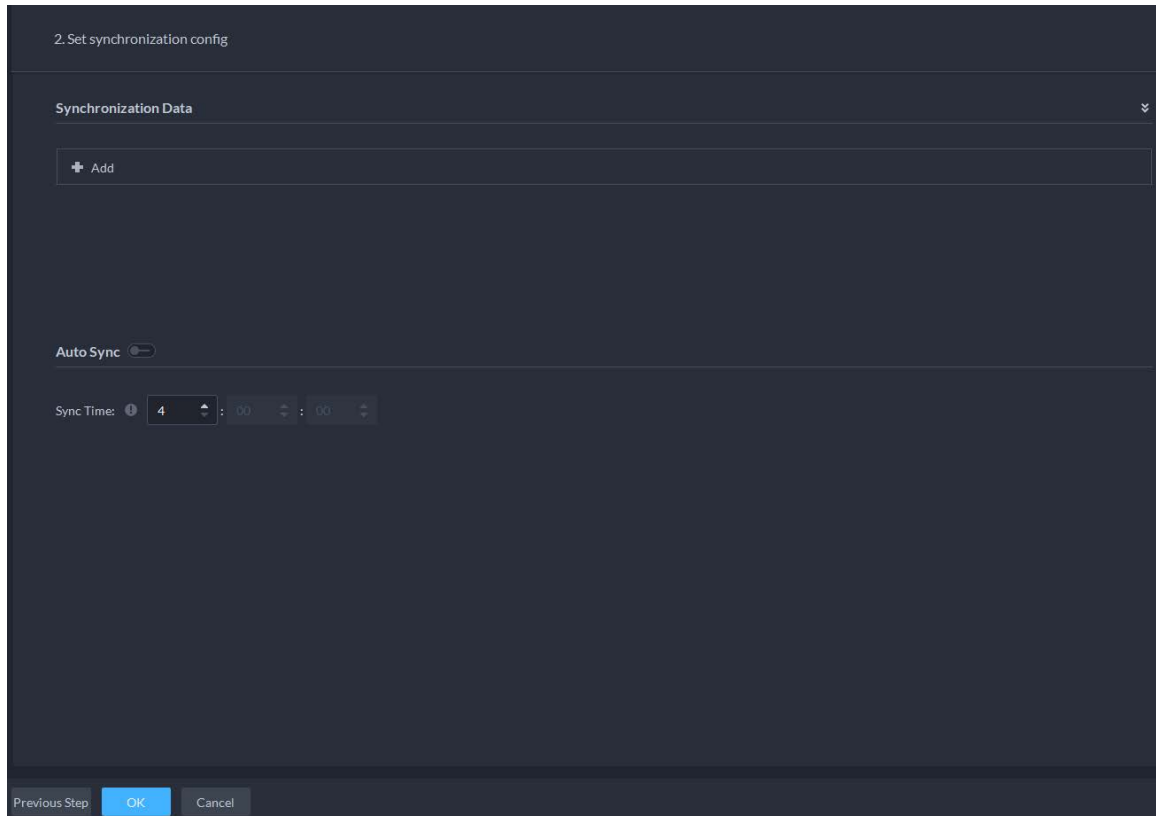 2. Set synchronization config
Synchronization Data
Add
Auto Sync
Sync Time: 4 : 00 : 00
Previous Step OK Cancel